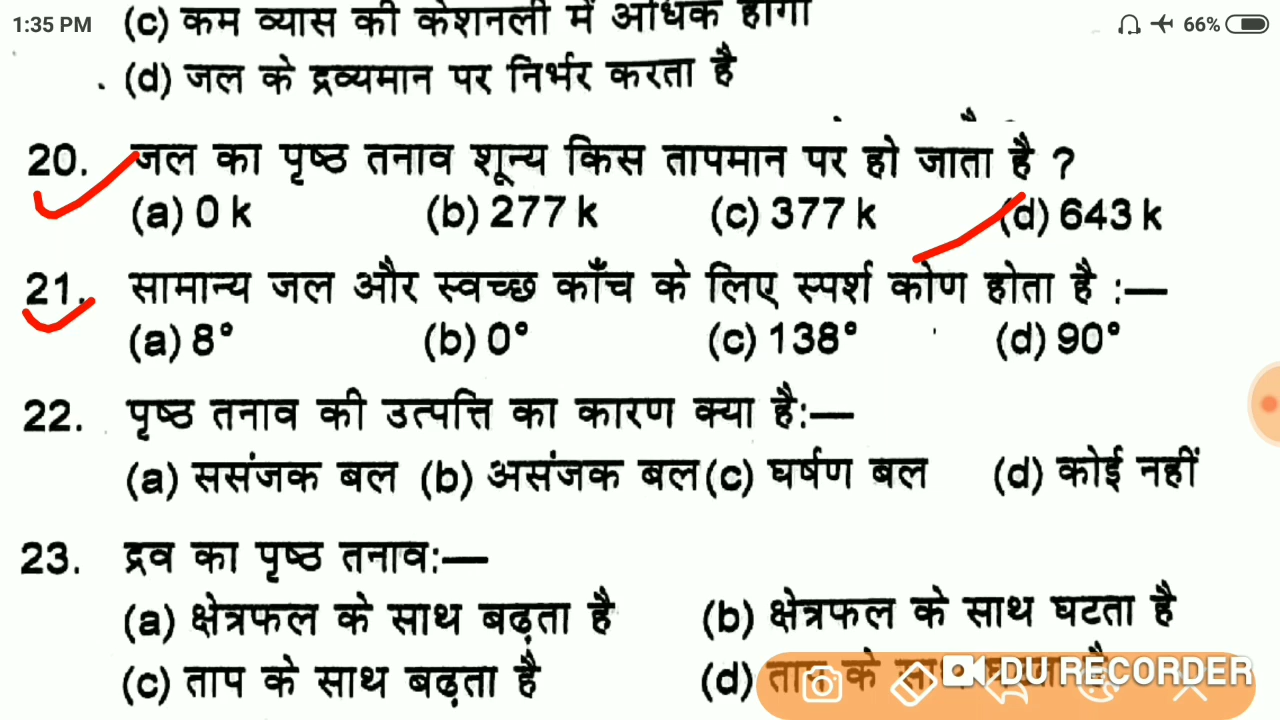 1:35 PM
66%
(c) कम व्यास की केशनली में अधिक होगा
(d) जल के द्रव्यमान पर निर्भर करता है
20. जल का पृष्ठ तनाव शून्य किस तापमान पर हो जाता है ?
(a) 0 k (b) 277 k (c) 377 k (d) 643 k
21. सामान्य जल और स्वच्छ काँच के लिए स्पर्श कोण होता है :—
(a) 8° (b) 0° (c) 138° (d) 90°
22. पृष्ठ तनाव की उत्पत्ति का कारण क्या है:—
(a) ससंजक बल (b) असंजक बल (c) घर्षण बल (d) कोई नहीं
23. द्रव का पृष्ठ तनाव:—
(a) क्षेत्रफल के साथ बढ़ता है (b) क्षेत्रफल के साथ घटता है
(c) ताप के साथ बढ़ता है (d) ताप के
DU RECORDER